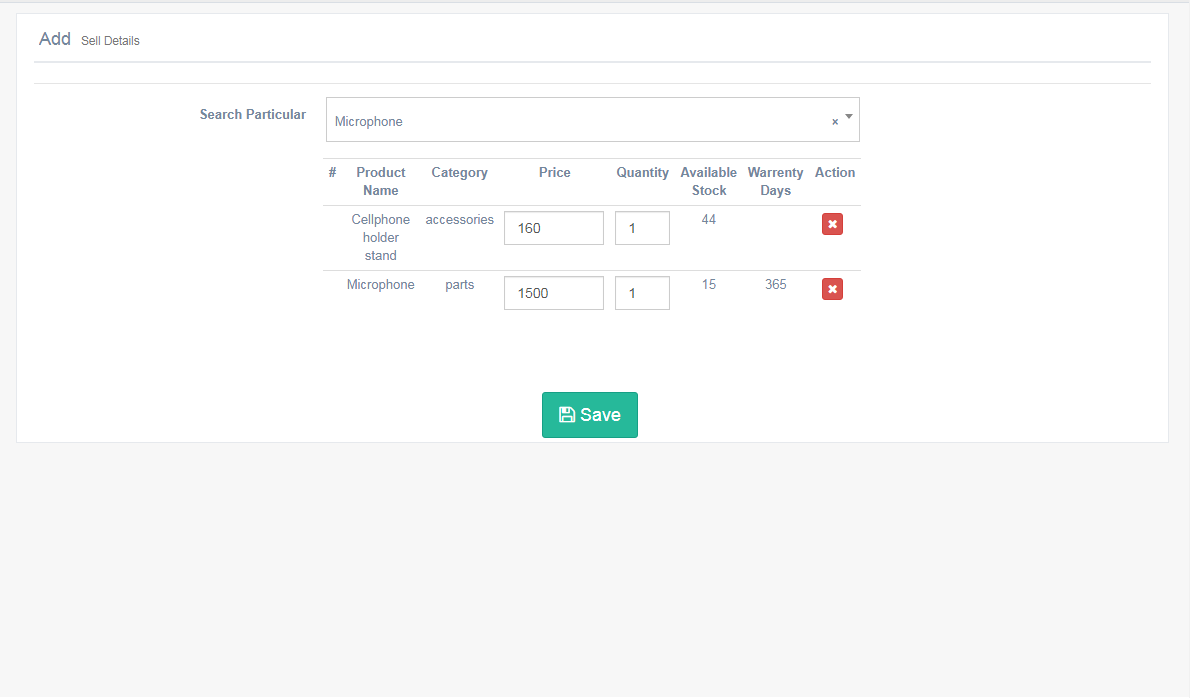 Add Sell Details
Search Particular
Microphone × 
# Product Name Category Price Quantity Available Stock Warrenty Days Action
Cellphone holder stand accessories 160 1 44
Microphone parts 1500 1 15 365
Save